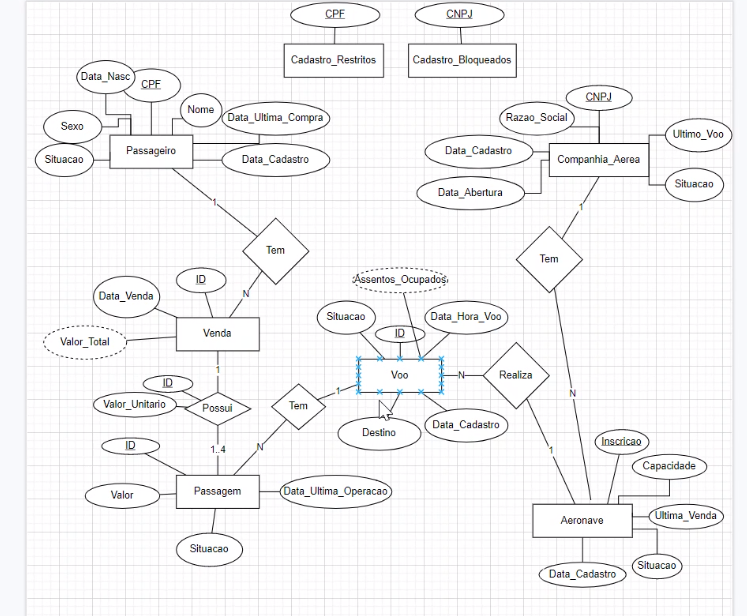 CPF
CNPJ
Cadastro_Restritos
Cadastro_Bloqueados
Data_Nasc
CPF
Nome
Data_Ultima_Compra
Sexo
Situacao
Passageiro
Data_Cadastro
CNPJ
Razao_Social
Ultimo_Voo
Data_Cadastro
Companhia_Aerea
Data_Abertura
Situacao
1
1
Tem
Tem
ID
Assentos_Ocupados
Data_Venda
N
Situacao
ID
Data_Hora_Voo
Venda
Valor_Total
1
Voo
N
Realiza
ID
1
N
Valor_Unitario
Possui
Tem
Destino
Data_Cadastro
ID
1..4
N
1
Inscricao
Capacidade
Valor
Passagem
Data_Ultima_Operacao
Aeronave
Ultima_Venda
Situacao
Situacao
Data_Cadastro